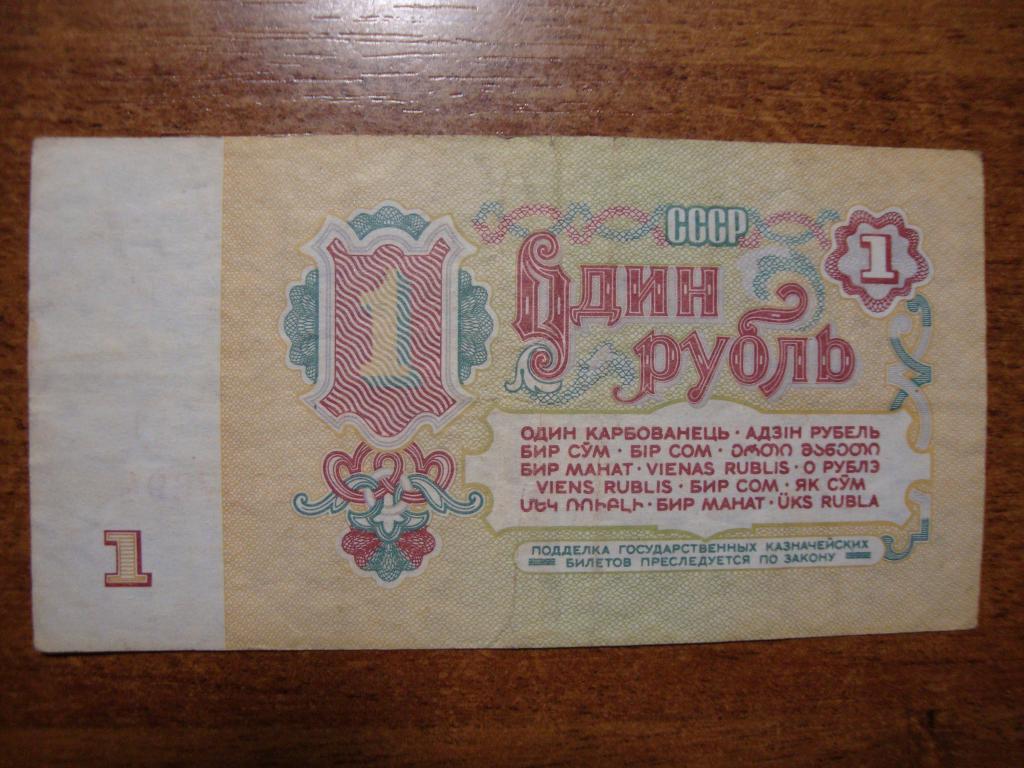 СССР
1
1
Один
рубль
ОДИН КАРБОВАНЕЦЬ · АДЗІН РУБЕЛЬ
БИР СЎМ · БІР СОМ · ᲔᲠᲗᲘ ᲛᲐᲜᲔᲗᲘ
БИР МАНАТ · VIENAS RUBLIS · О РУБЛЭ
VIENS RUBLIS · БИР СОМ · ЯК СЎМ
ՄԵԿ ՌՈՒԲԼԻ · БИР МАНАТ · ÜKS RUBLA
ПОДДЕЛКА ГОСУДАРСТВЕННЫХ КАЗНАЧЕЙСКИХ
БИЛЕТОВ ПРЕСЛЕДУЕТСЯ ПО ЗАКОНУ
1